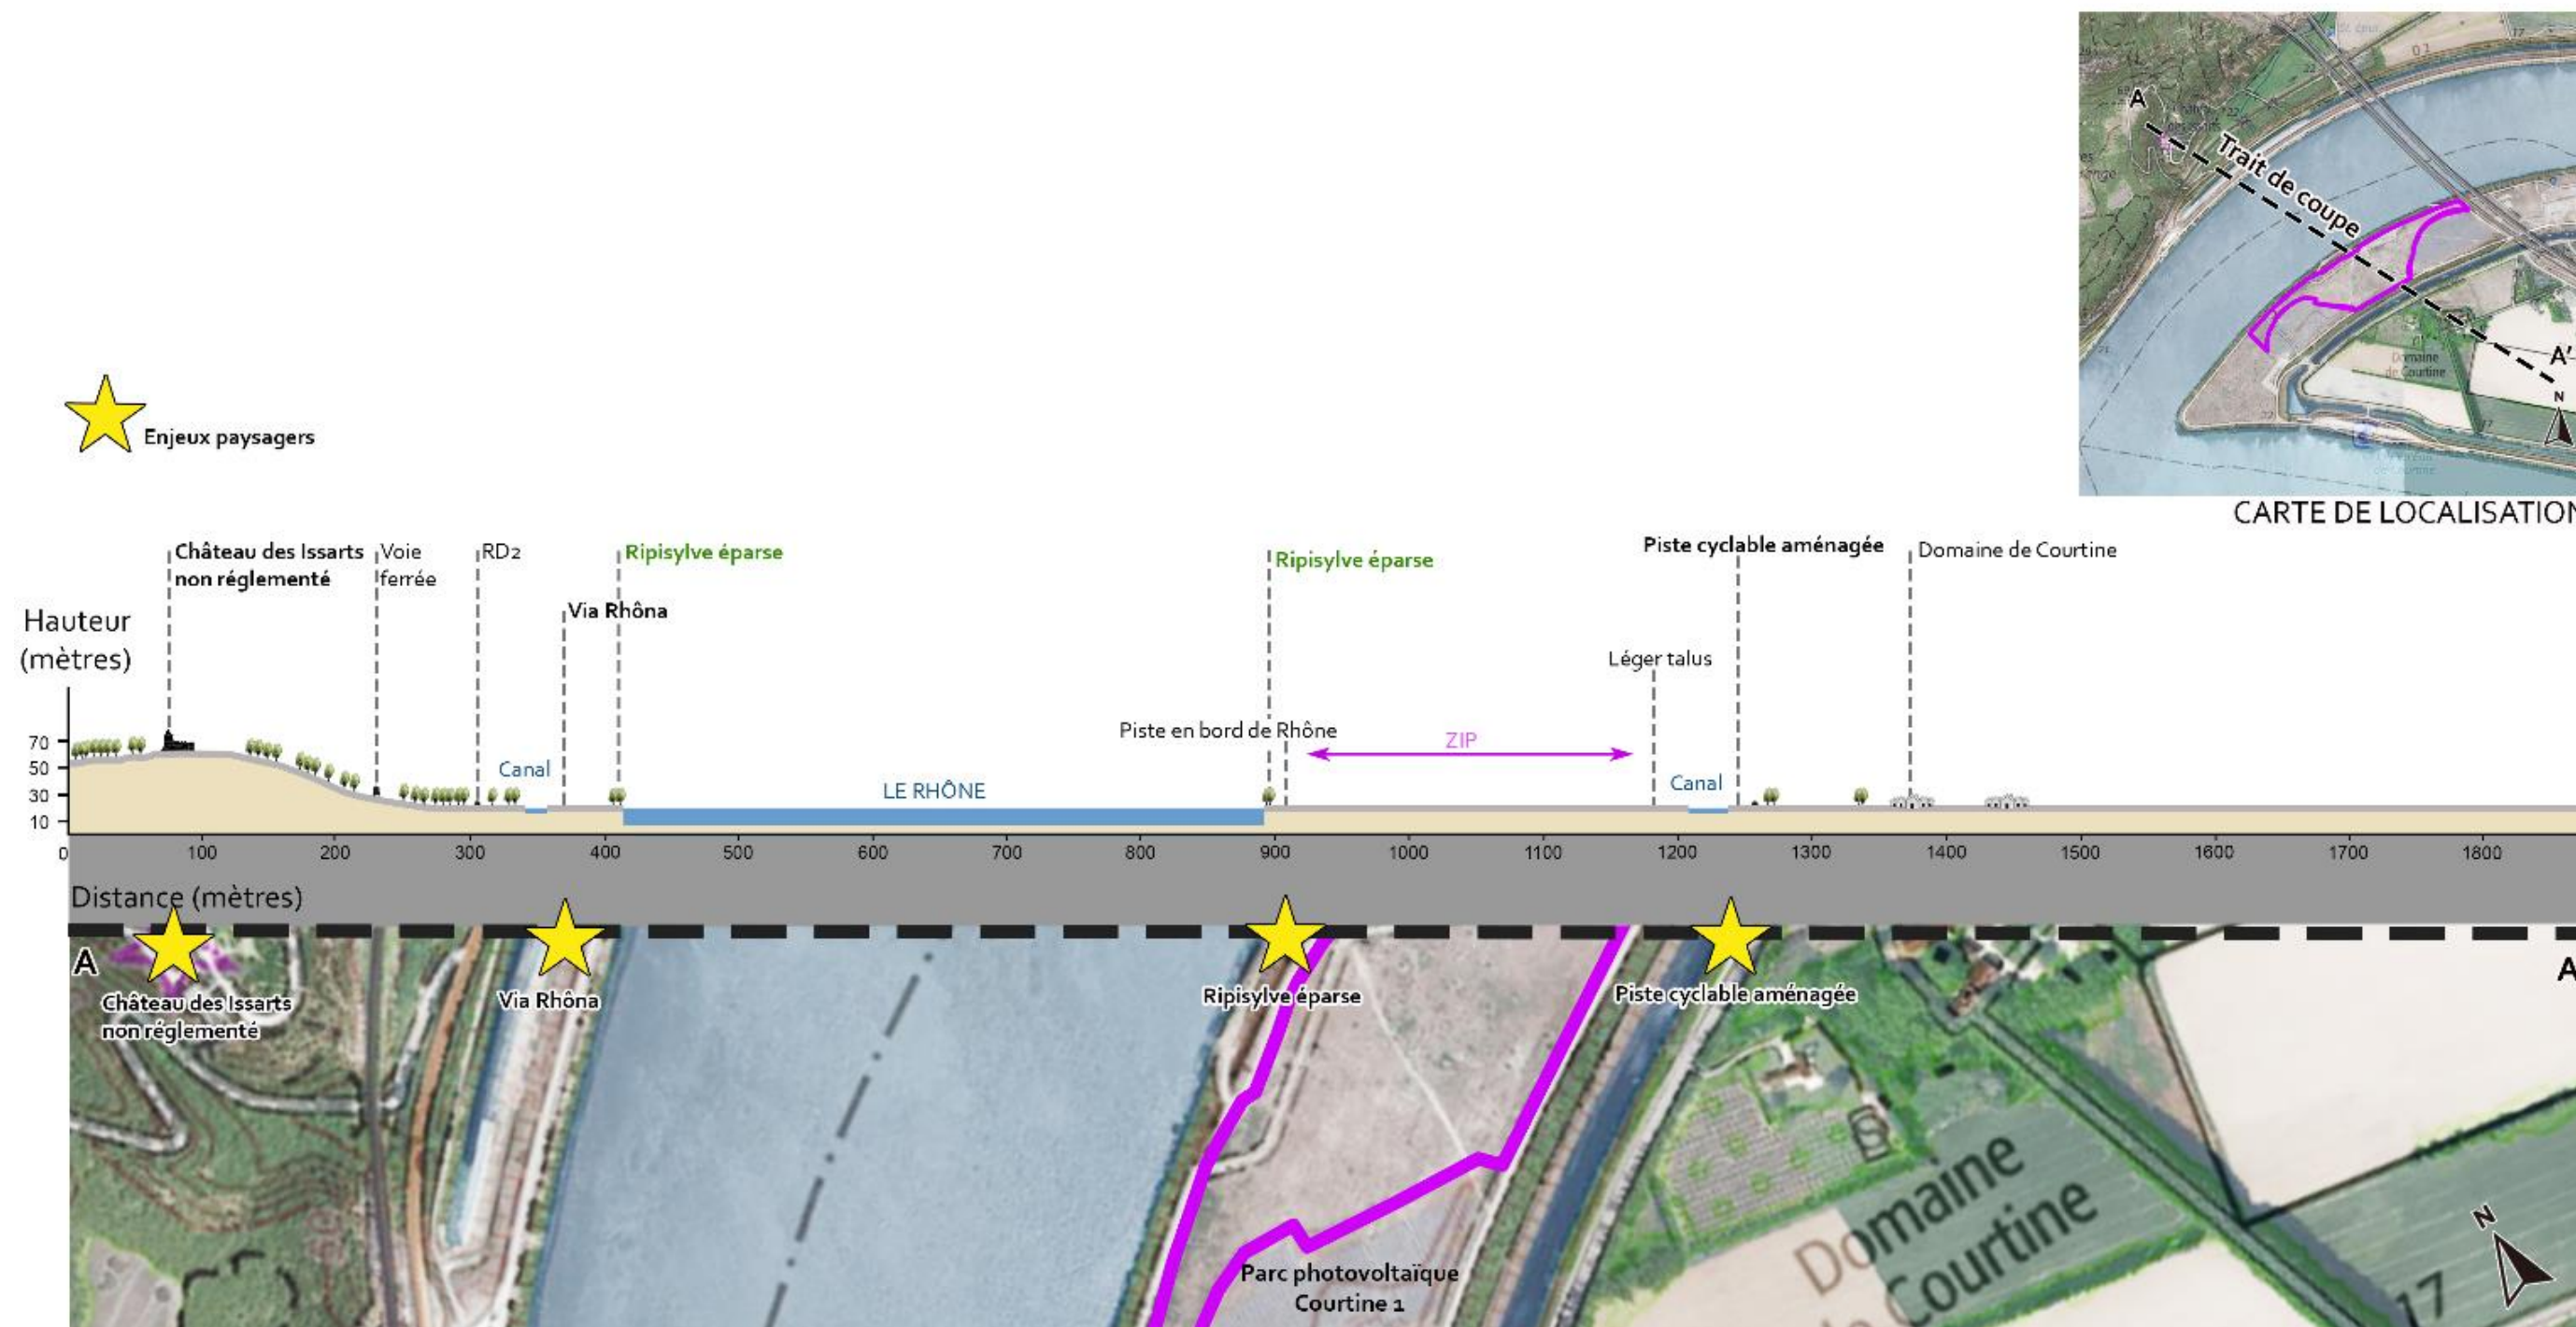 A
Trait de coupe
Domaine
de Courtine
A'
N
CARTE DE LOCALISATION
Enjeux paysagers
Château des Issarts
non réglementé
Voie
ferrée
RD2
Ripisylve éparse
Via Rhôna
Ripisylve éparse
Piste cyclable aménagée
Domaine de Courtine
Hauteur
(mètres)
Léger talus
Piste en bord de Rhône
ZIP
Canal
LE RHÔNE
Canal
70
50
30
10
0 100 200 300 400 500 600 700 800 900 1000 1100 1200 1300 1400 1500 1600 1700 1800
Distance (mètres)
A
A
Château des Issarts
non réglementé
Via Rhôna
Ripisylve éparse
Piste cyclable aménagée
Domaine
de Courtine
Parc photovoltaïque
Courtine 1
17
N